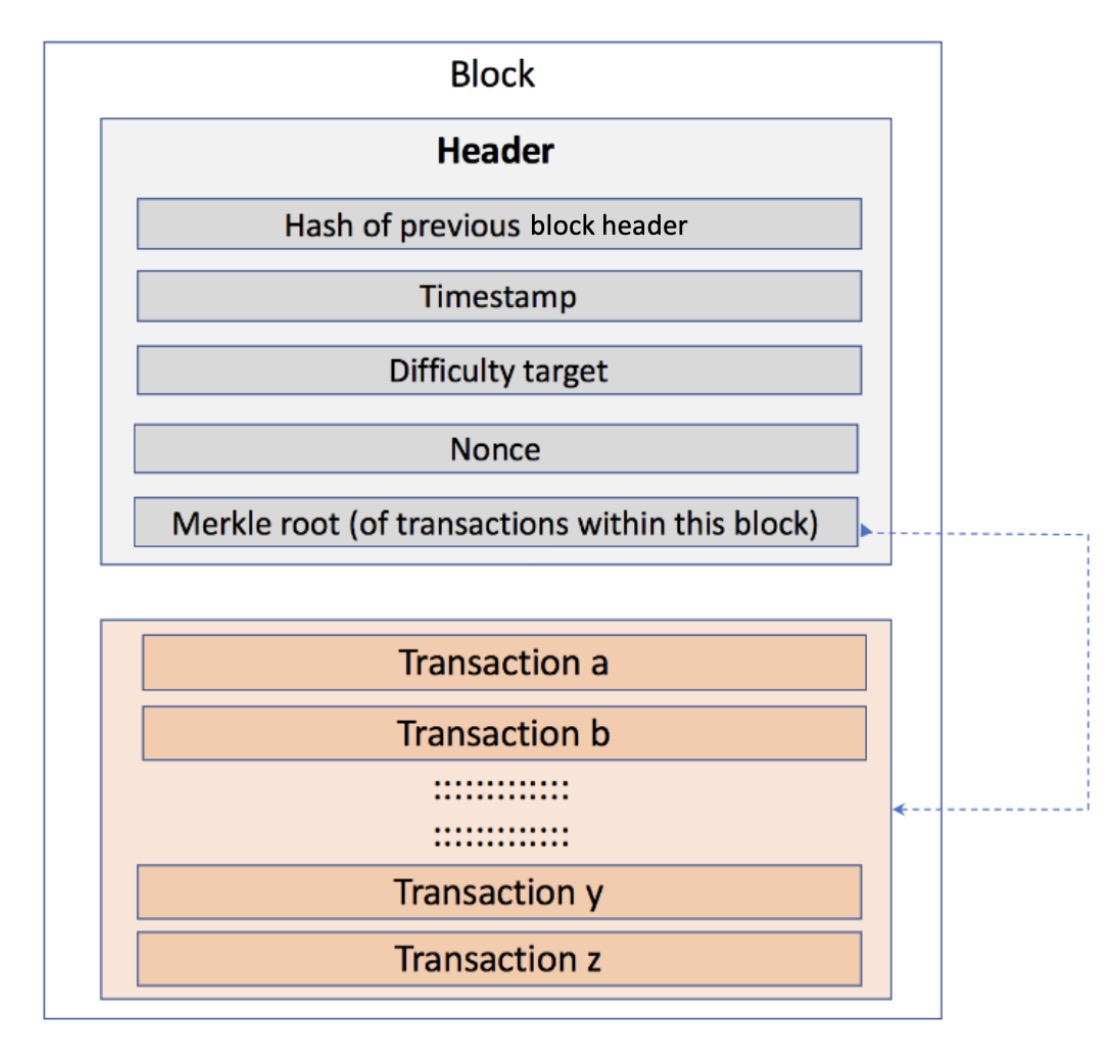 Block
Header
Hash of previous block header
Timestamp
Difficulty target
Nonce
Merkle root (of transactions within this block)
Transaction a
Transaction b
:::::::::::::
:::::::::::::
Transaction y
Transaction z